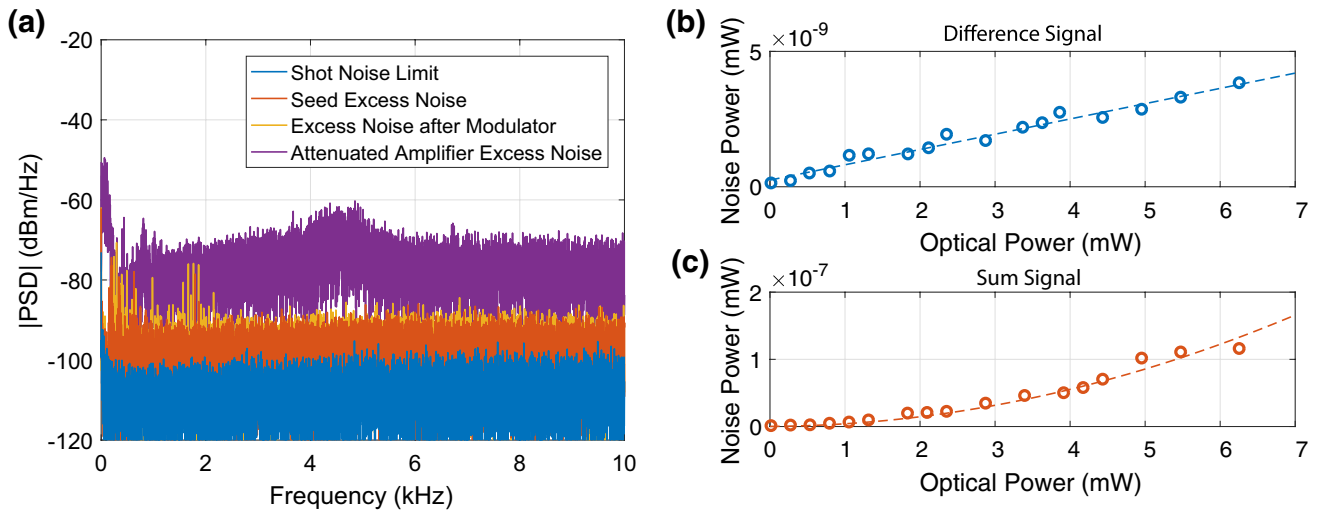 (a)
-20
-40
-60
-80
-100
-120
|PSD| (dBm/Hz)
Shot Noise Limit
Seed Excess Noise
Excess Noise after Modulator
Attenuated Amplifier Excess Noise
0 2 4 6 8 10
Frequency (kHz)
(b)
×10⁻⁹
Difference Signal
5
0
Noise Power (mW)
0 1 2 3 4 5 6 7
Optical Power (mW)
(c)
×10⁻⁷
Sum Signal
2
1
0
Noise Power (mW)
0 1 2 3 4 5 6 7
Optical Power (mW)